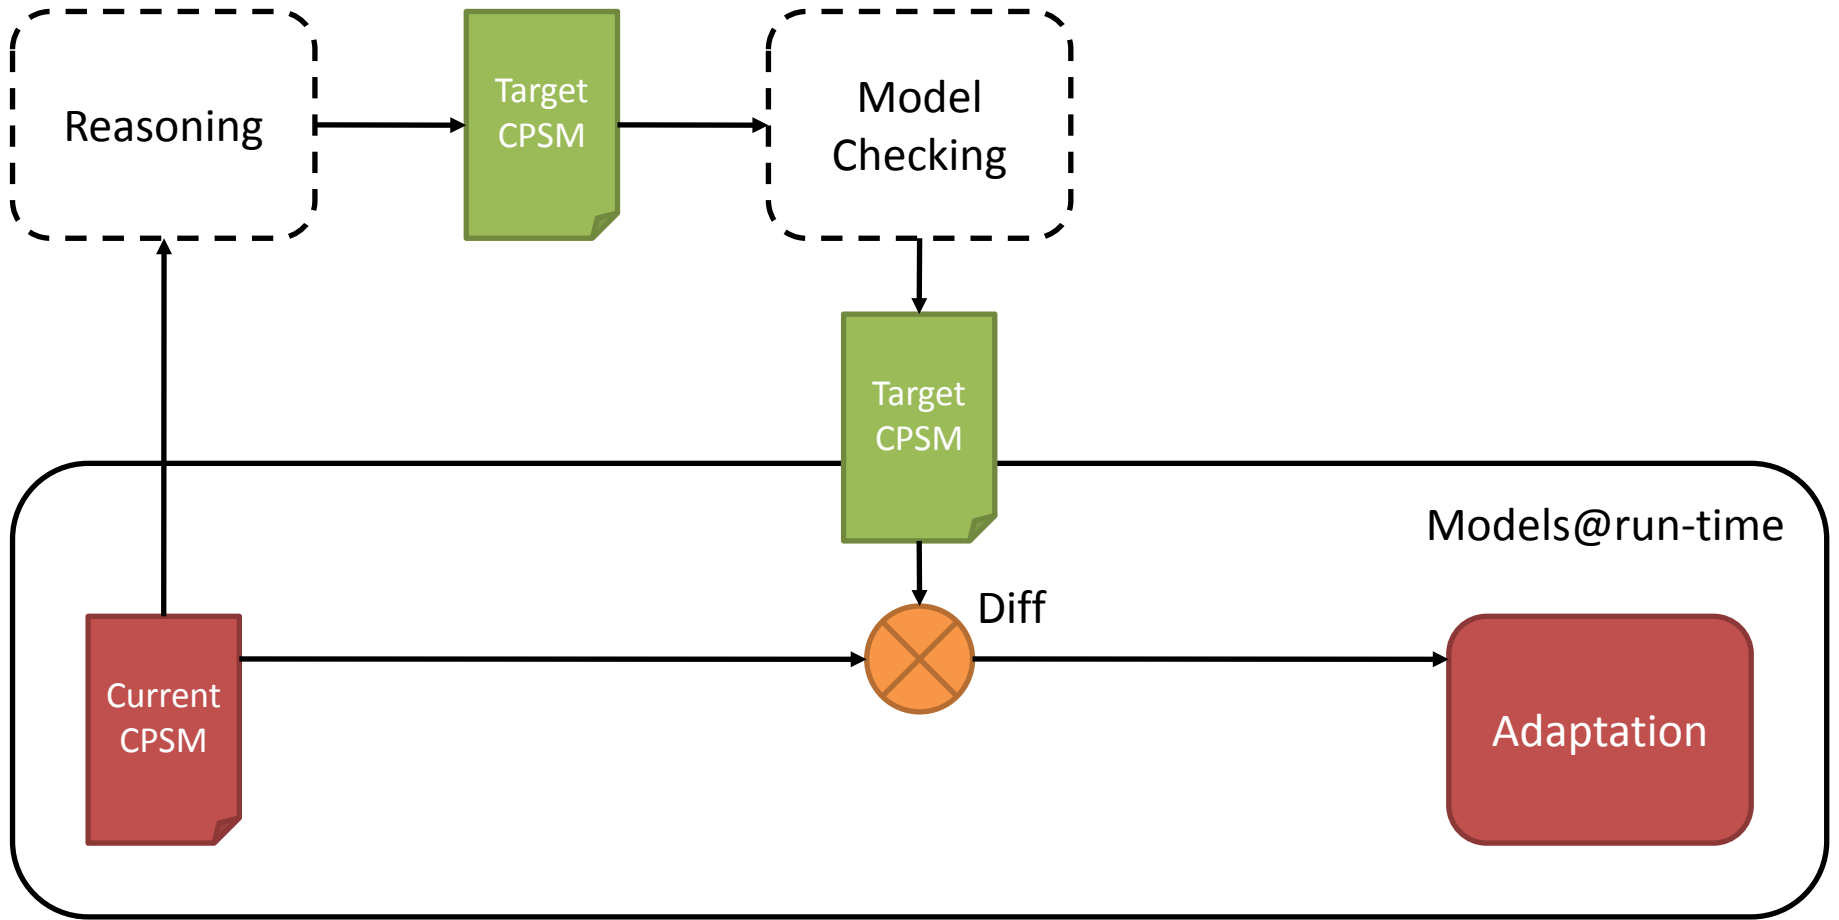 Reasoning
Target
CPSM
Model
Checking
Target
CPSM
Models@run-time
Diff
Current
CPSM
Adaptation